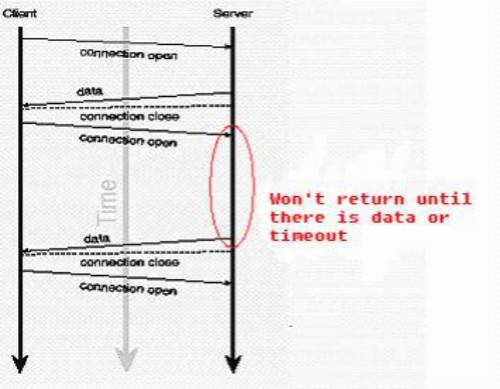 Client Server
connection open
data
connection close
connection open
Time
Won't return until
there is data or
timeout
data
connection close
connection open